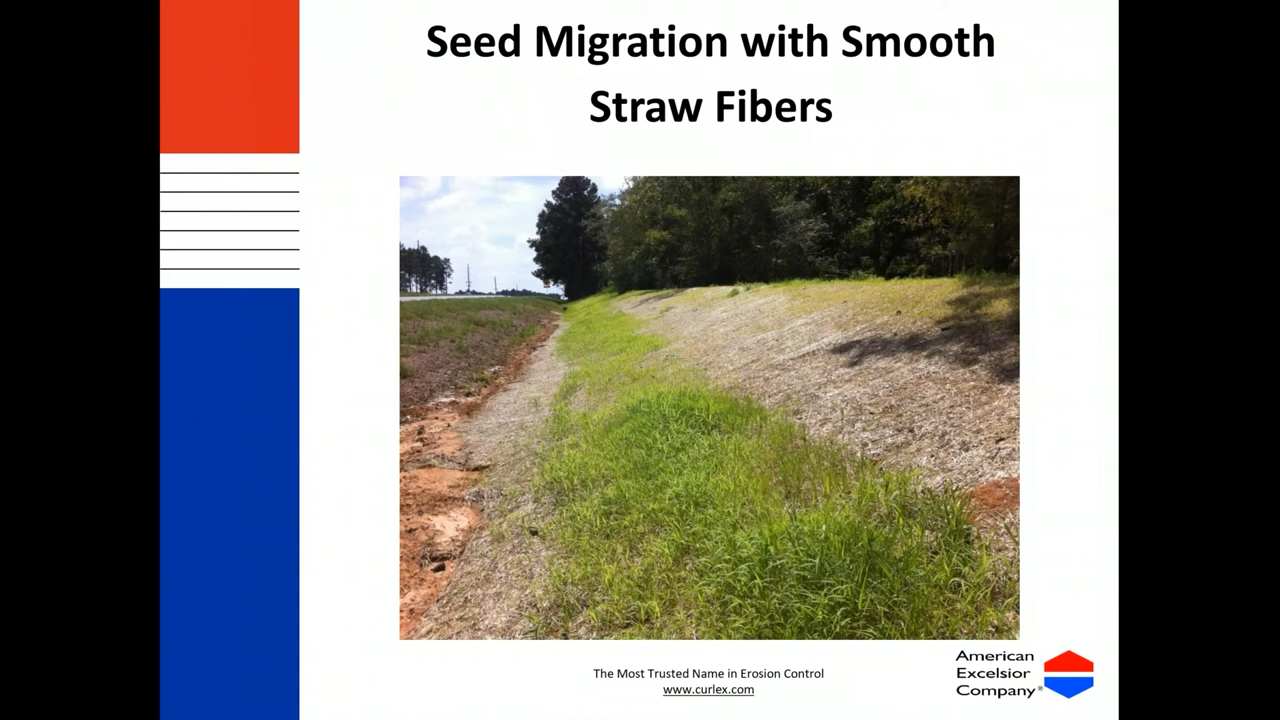 Seed Migration with Smooth
Straw Fibers
The Most Trusted Name in Erosion Control
www.curlex.com
American
Excelsior
Company®